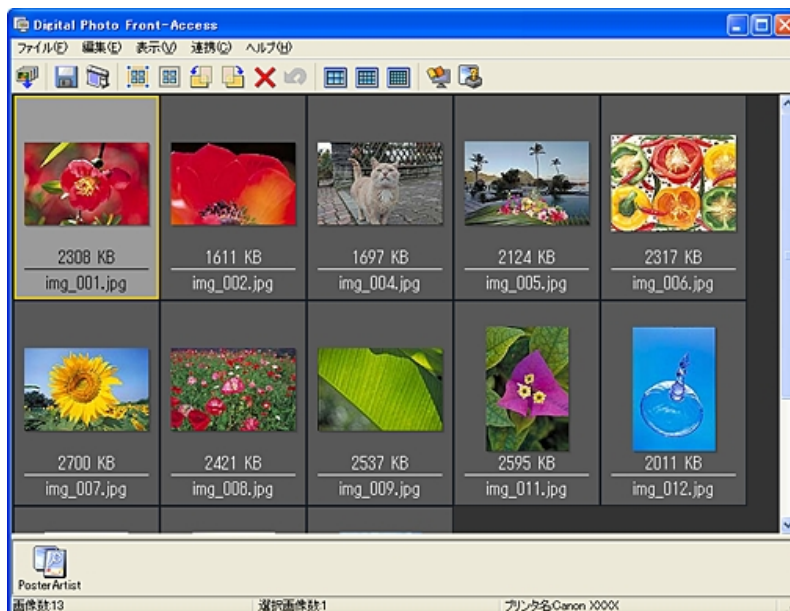 Digital Photo Front-Access
ファイル(F) 編集(E) 表示(V) 連携(C) ヘルプ(H)
2308 KB 1611 KB 1697 KB 2124 KB 2317 KB
img_001.jpg img_002.jpg img_004.jpg img_005.jpg img_006.jpg
2700 KB 2421 KB 2537 KB 2595 KB 2011 KB
img_007.jpg img_008.jpg img_009.jpg img_011.jpg img_012.jpg
PosterArtist
画像数:13 選択画像数:1 プリンタ名:Canon XXXX